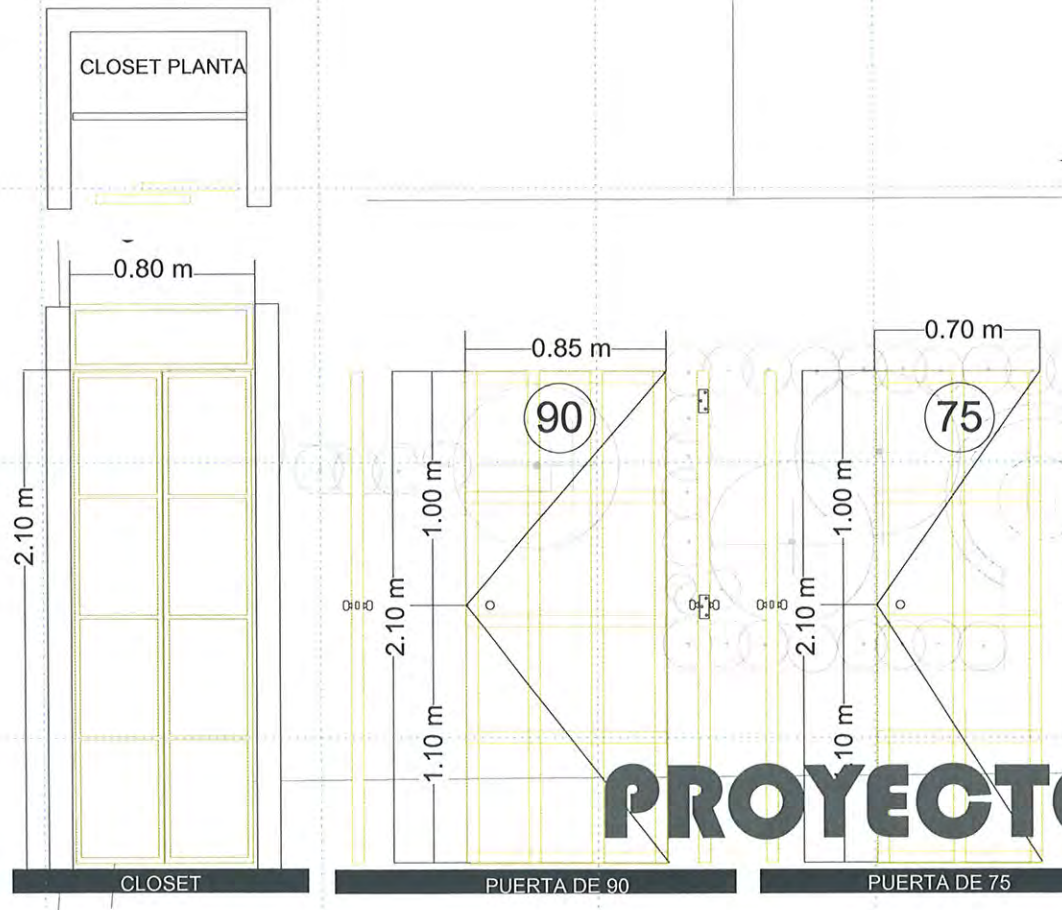 CLOSET PLANTA
0.80 m
2.10 m
CLOSET
0.85 m
90
1.00 m
2.10 m
1.10 m
PUERTA DE 90
0.70 m
75
1.00 m
2.10 m
.10 m
PUERTA DE 75
PROYECTO